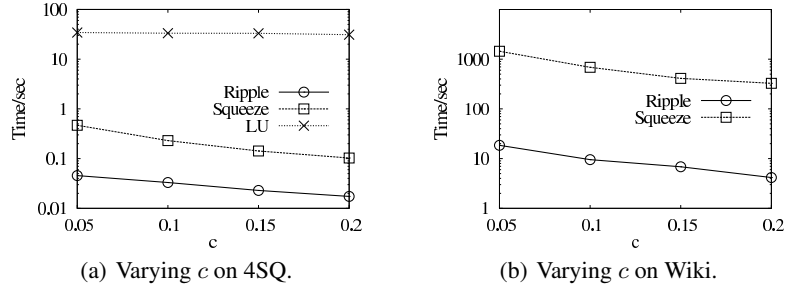 100
10
1
0.1
0.01
Time/sec
Ripple
Squeeze
LU
0.05 0.1 0.15 0.2
c
(a) Varying c on 4SQ.
1000
100
10
1
Time/sec
Ripple
Squeeze
0.05 0.1 0.15 0.2
c
(b) Varying c on Wiki.